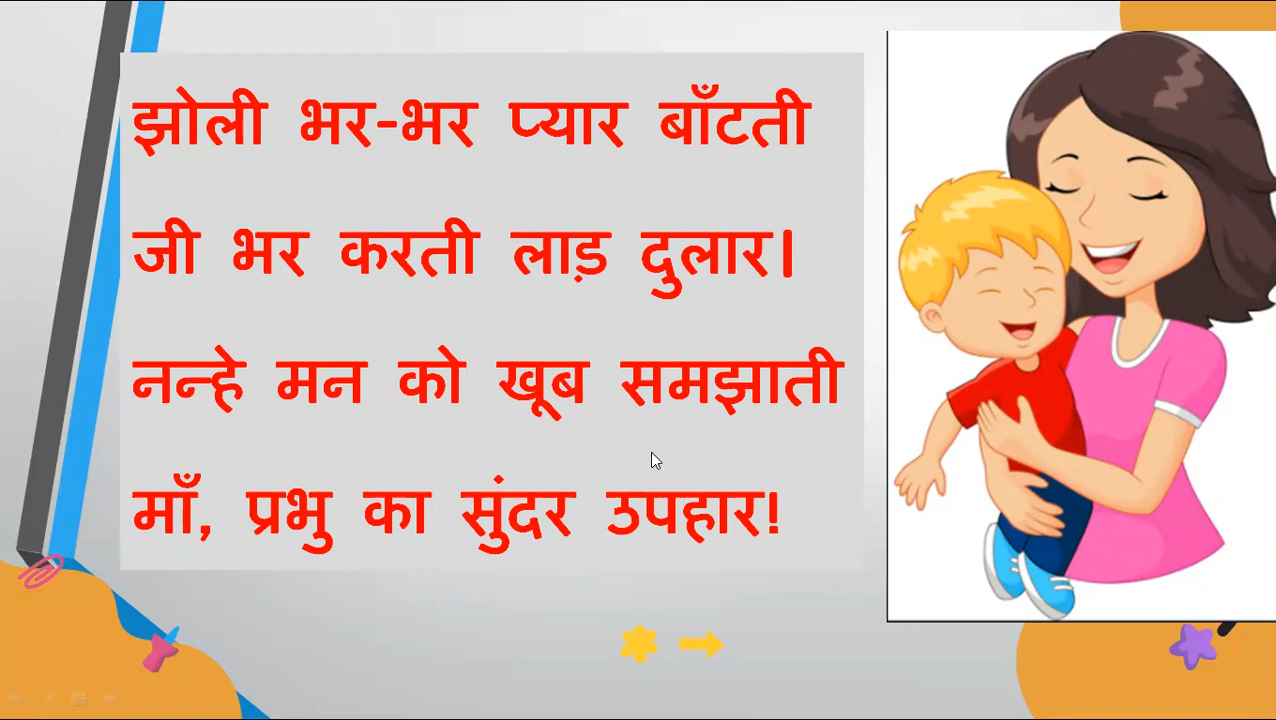 झोली भर-भर प्यार बाँटती
जी भर करती लाड़ दुलार।
नन्हे मन को खूब समझाती
माँ, प्रभु का सुंदर उपहार!